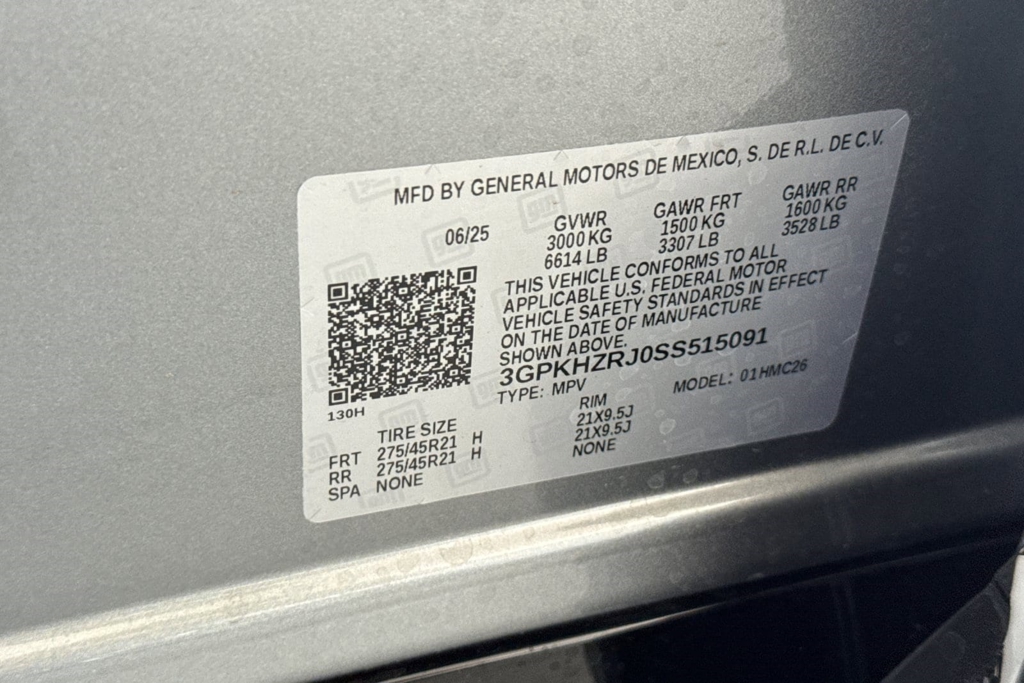 MFD BY GENERAL MOTORS DE MEXICO, S. DE R.L. DE C.V.
06/25 GVWR GAWR FRT GAWR RR
3000 KG 1500 KG 1600 KG
6614 LB 3307 LB 3528 LB
THIS VEHICLE CONFORMS TO ALL
APPLICABLE U.S. FEDERAL MOTOR
VEHICLE SAFETY STANDARDS IN EFFECT
ON THE DATE OF MANUFACTURE
SHOWN ABOVE.
3GPKHZRJ0SS515091
TYPE: MPV MODEL: 01HMC26
130H
TIRE SIZE RIM
FRT 275/45R21 H 21X9.5J
RR 275/45R21 H 21X9.5J
SPA NONE NONE